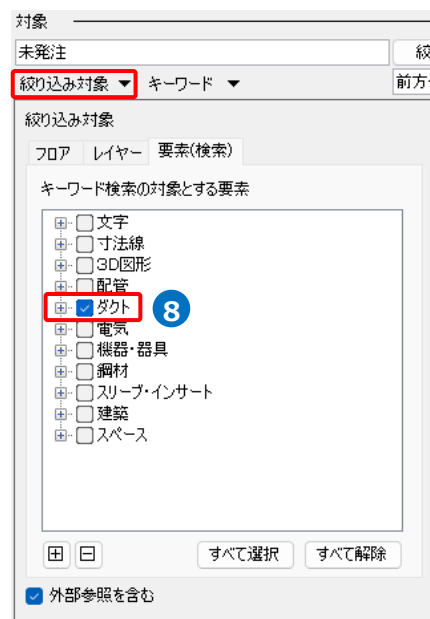 対象
未発注
絞り込み対象 ▼ キーワード ▼
絞り込み対象
フロア レイヤー 要素(検索)
キーワード検索の対象とする要素
文字
寸法線
3D図形
配管
ダクト 8
電気
機器・器具
鋼材
スリーブ・インサート
建築
スペース
すべて選択 すべて解除
外部参照を含む